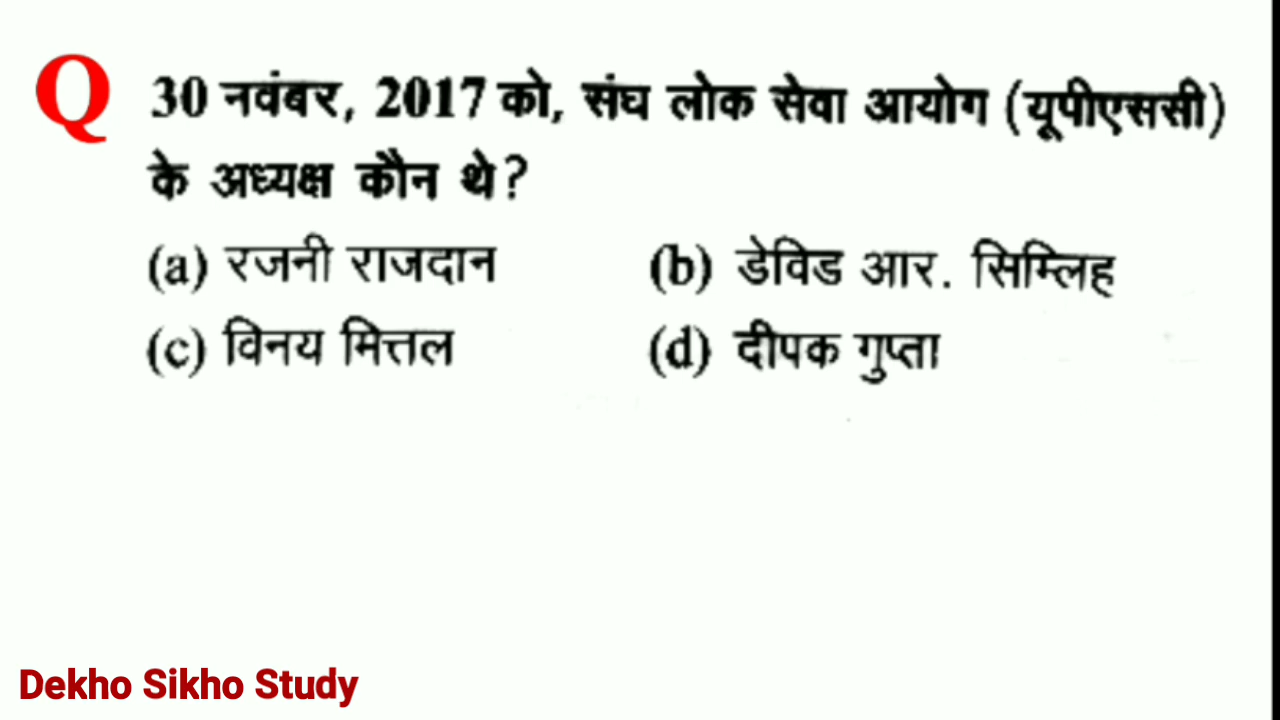 Q 30 नवंबर, 2017 को, संघ लोक सेवा आयोग (यूपीएससी)
के अध्यक्ष कौन थे?
(a) रजनी राजदान (b) डेविड आर. सिम्लिह
(c) विनय मित्तल (d) दीपक गुप्ता
Dekho Sikho Study